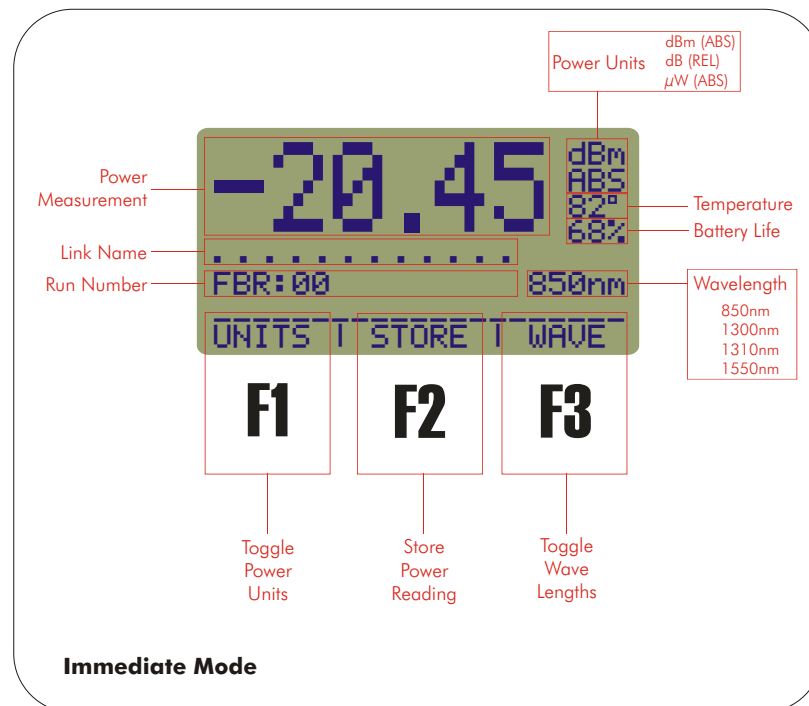 dBm (ABS)
Power Units dB (REL)
µW (ABS)
-20.45
dBm
ABS
82°
68%
Power
Measurement
Temperature
Battery Life
Link Name
............
Run Number
FBR:00
850nm
Wavelength
850nm
1300nm
1310nm
1550nm
UNITS | STORE | WAVE
F1 F2 F3
Toggle
Power
Units
Store
Power
Reading
Toggle
Wave
Lengths
Immediate Mode